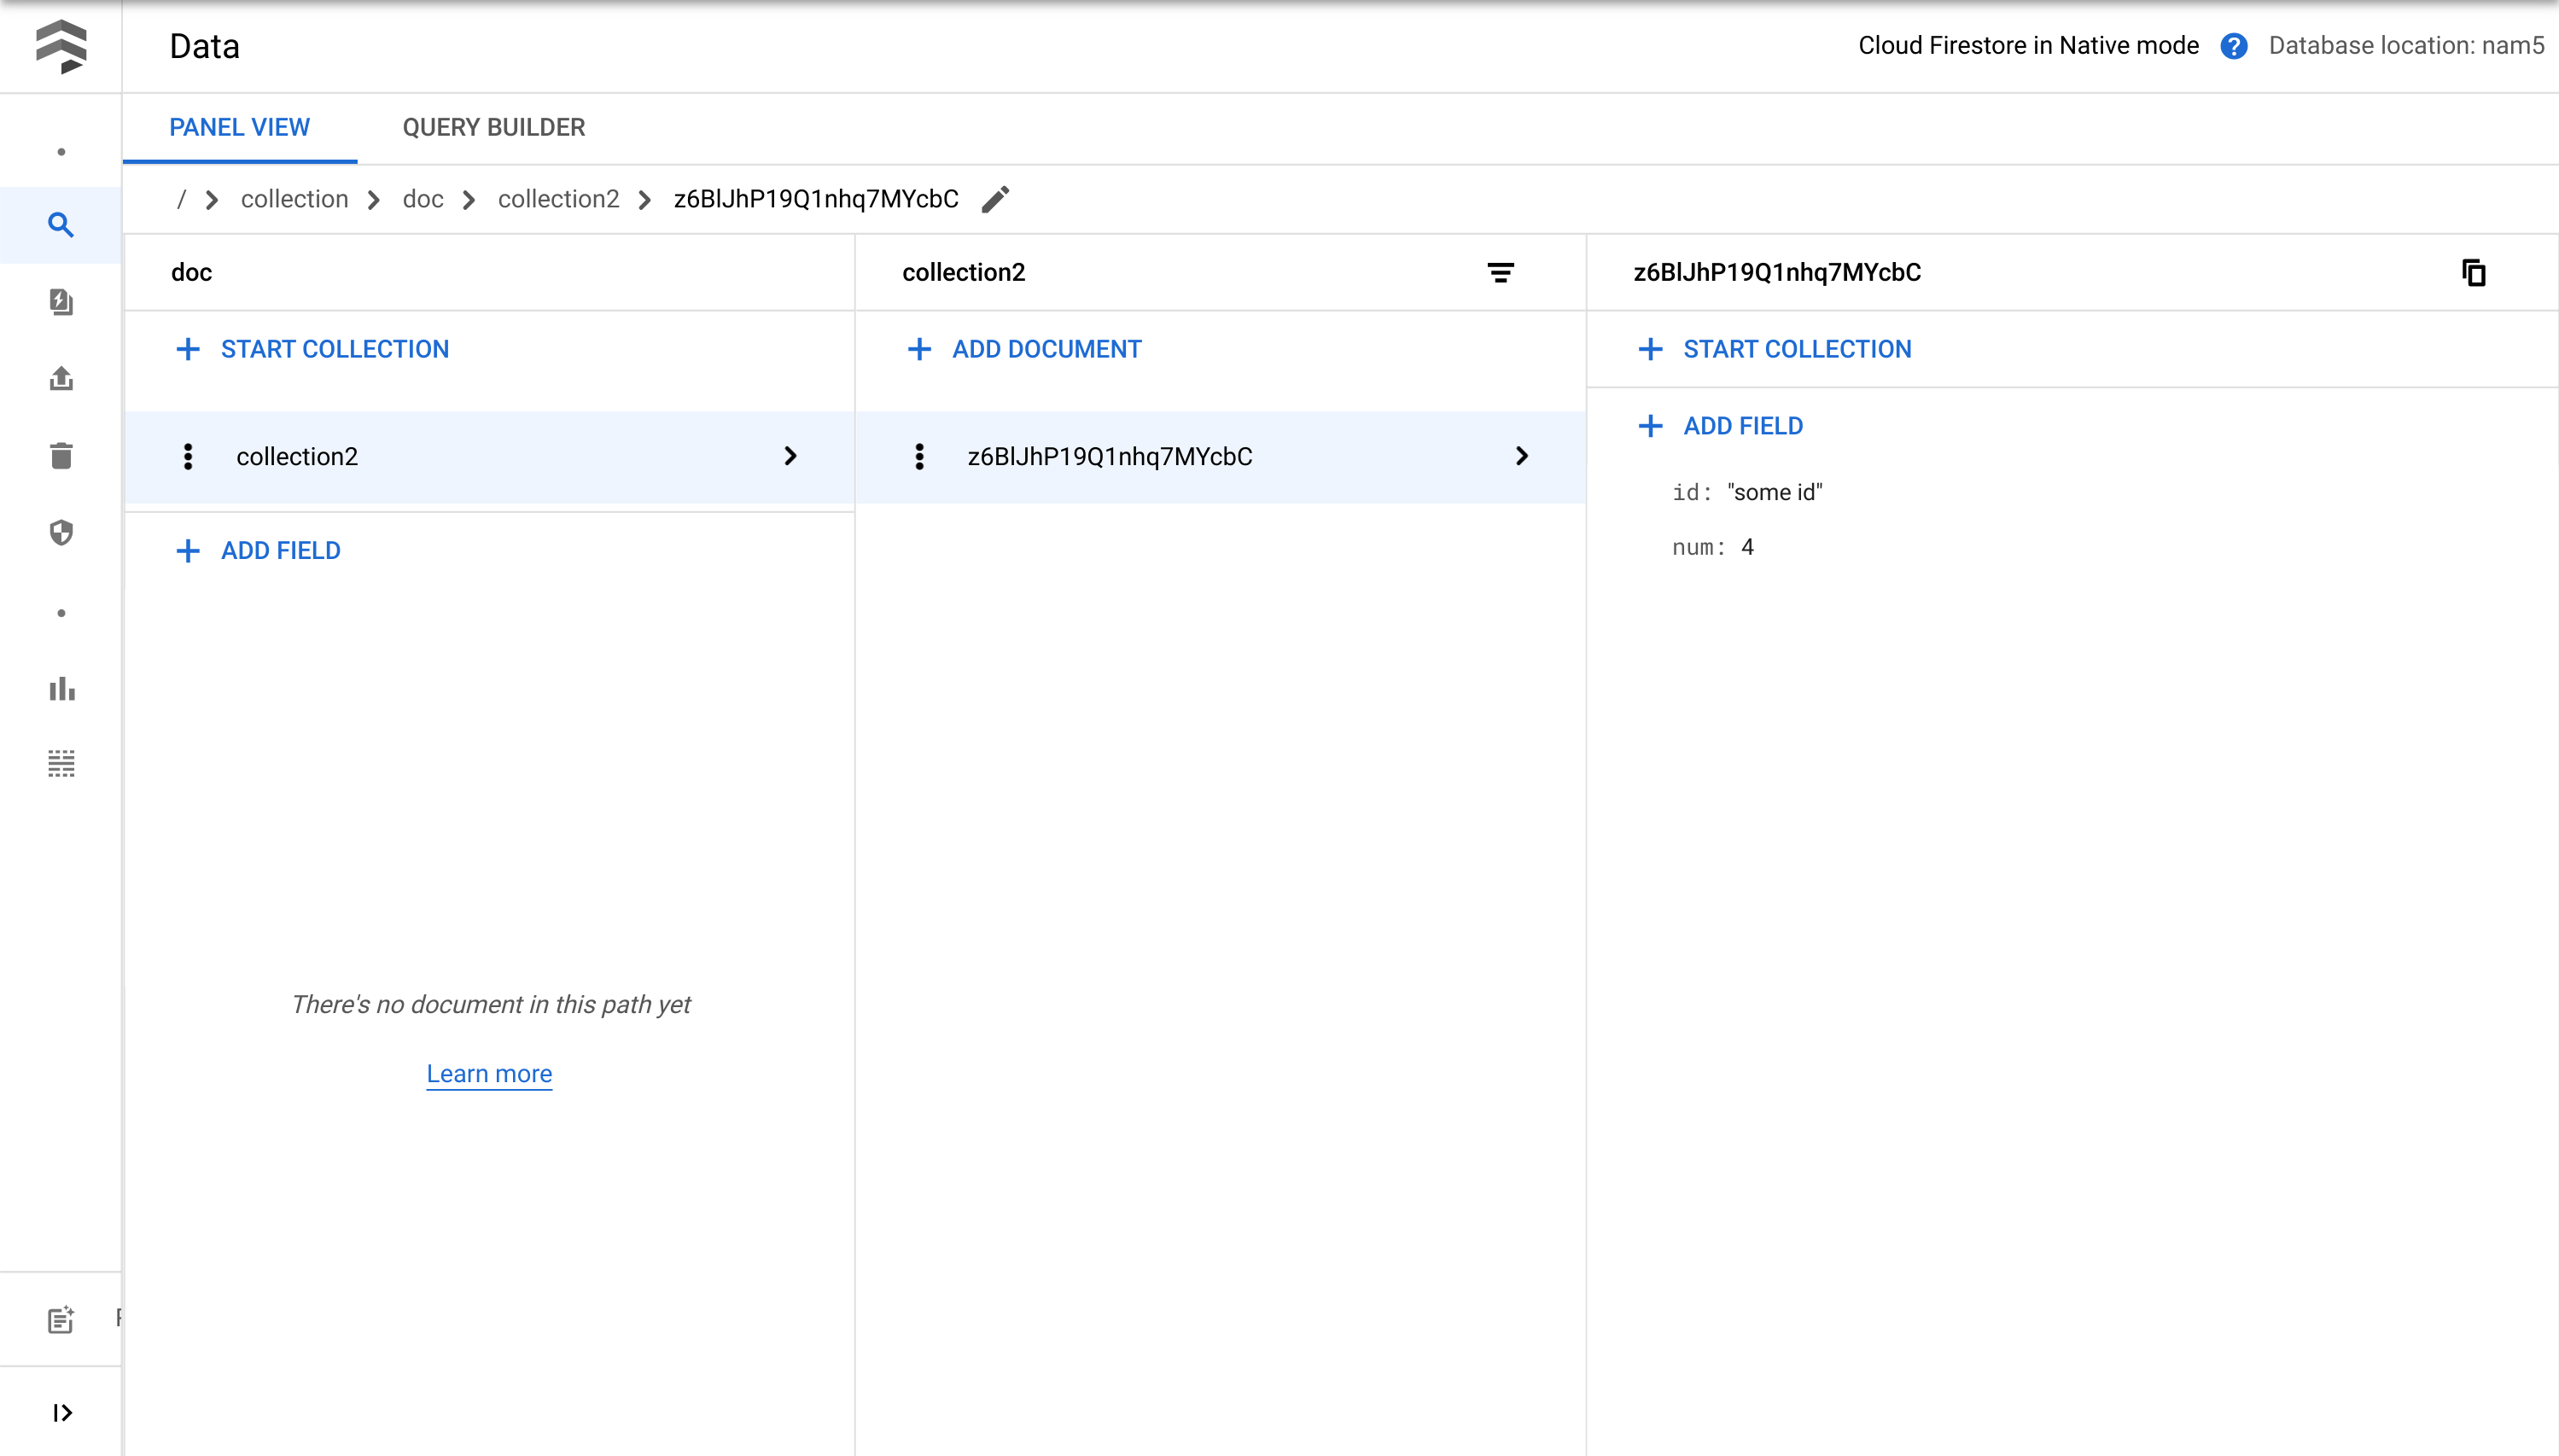 Data
Cloud Firestore in Native mode
Database location: nam5
PANEL VIEW
QUERY BUILDER
/ collection doc collection2 z6BlJhP19Q1nhq7MYcbC
doc
START COLLECTION
collection2
ADD FIELD
There's no document in this path yet
Learn more
collection2
ADD DOCUMENT
z6BlJhP19Q1nhq7MYcbC
z6BlJhP19Q1nhq7MYcbC
START COLLECTION
ADD FIELD
id: "some id"
num: 4